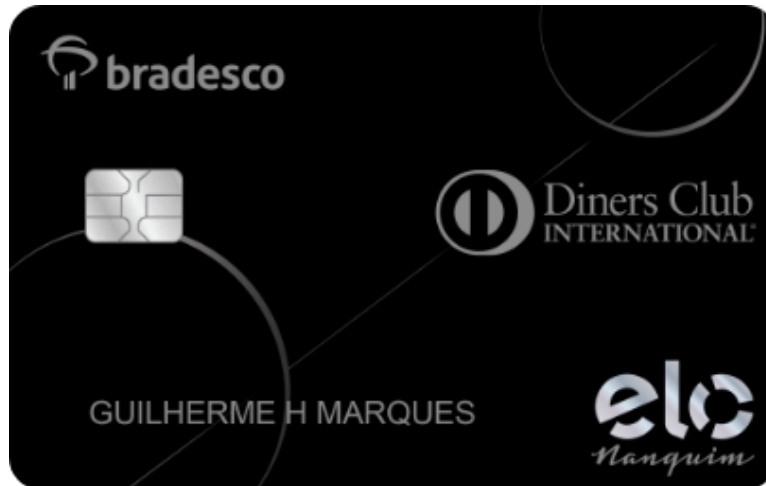 bradesco
Diners Club
INTERNATIONAL®
GUILHERME H MARQUES
elo
Nanquim